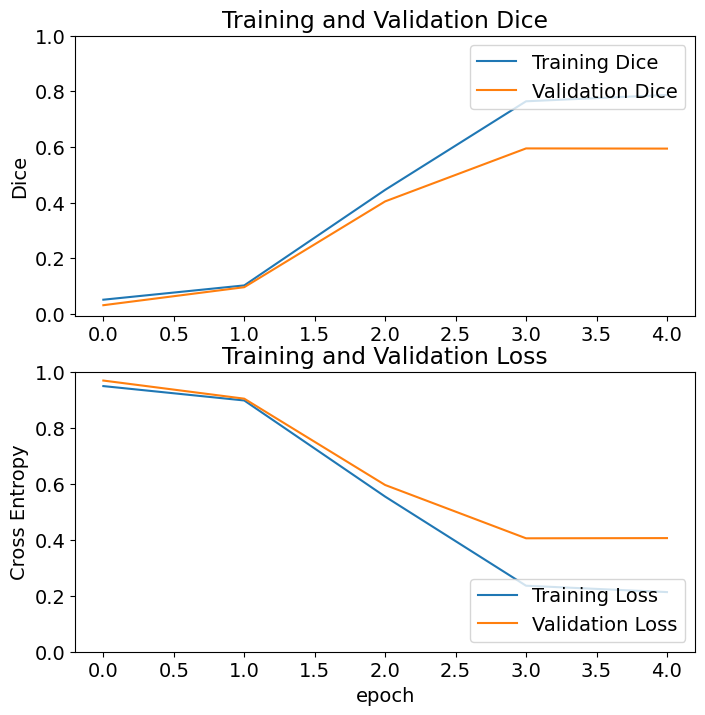 Training and Validation Dice
1.0
0.8
0.6
0.4
0.2
0.0
Dice
Training Dice
Validation Dice
0.0 0.5 1.0 1.5 2.0 2.5 3.0 3.5 4.0
Training and Validation Loss
1.0
0.8
0.6
0.4
0.2
0.0
Cross Entropy
Training Loss
Validation Loss
0.0 0.5 1.0 1.5 2.0 2.5 3.0 3.5 4.0
epoch